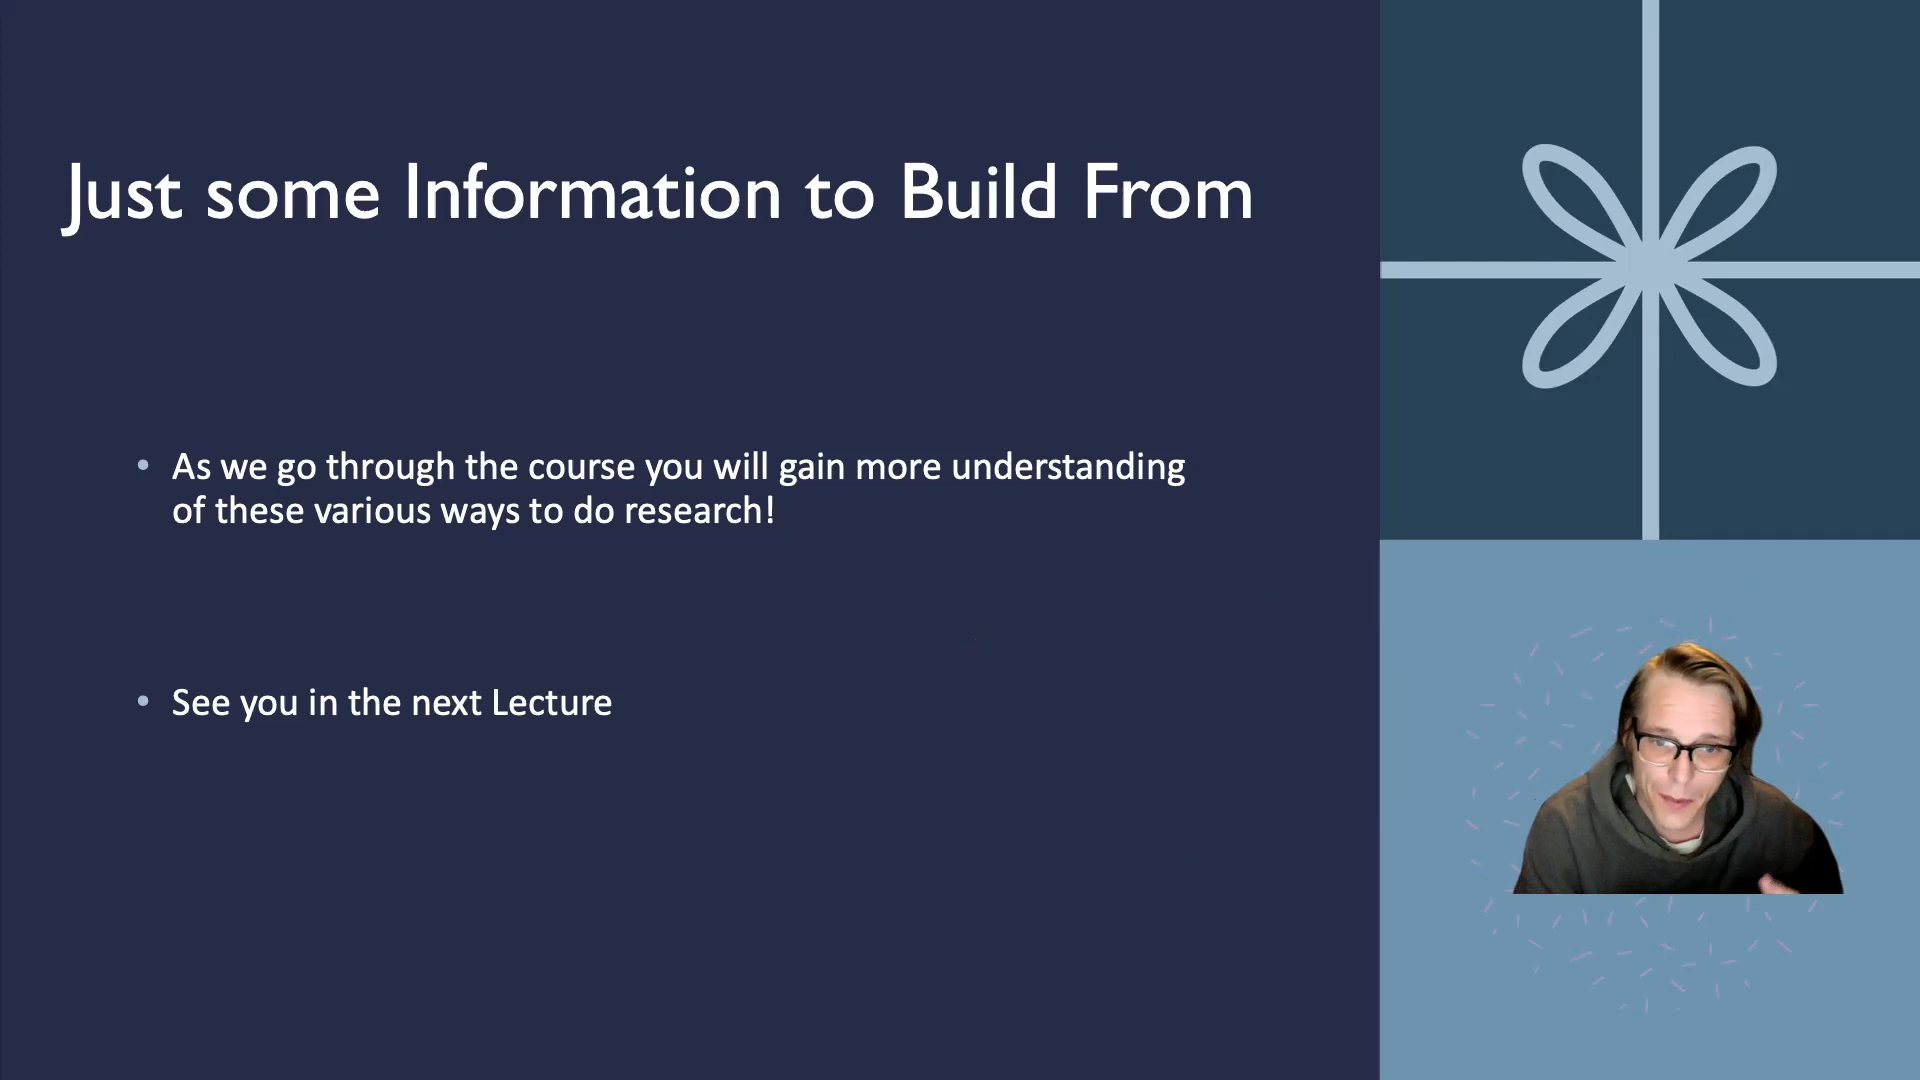 Just some Information to Build From
• As we go through the course you will gain more understanding
of these various ways to do research!
• See you in the next Lecture